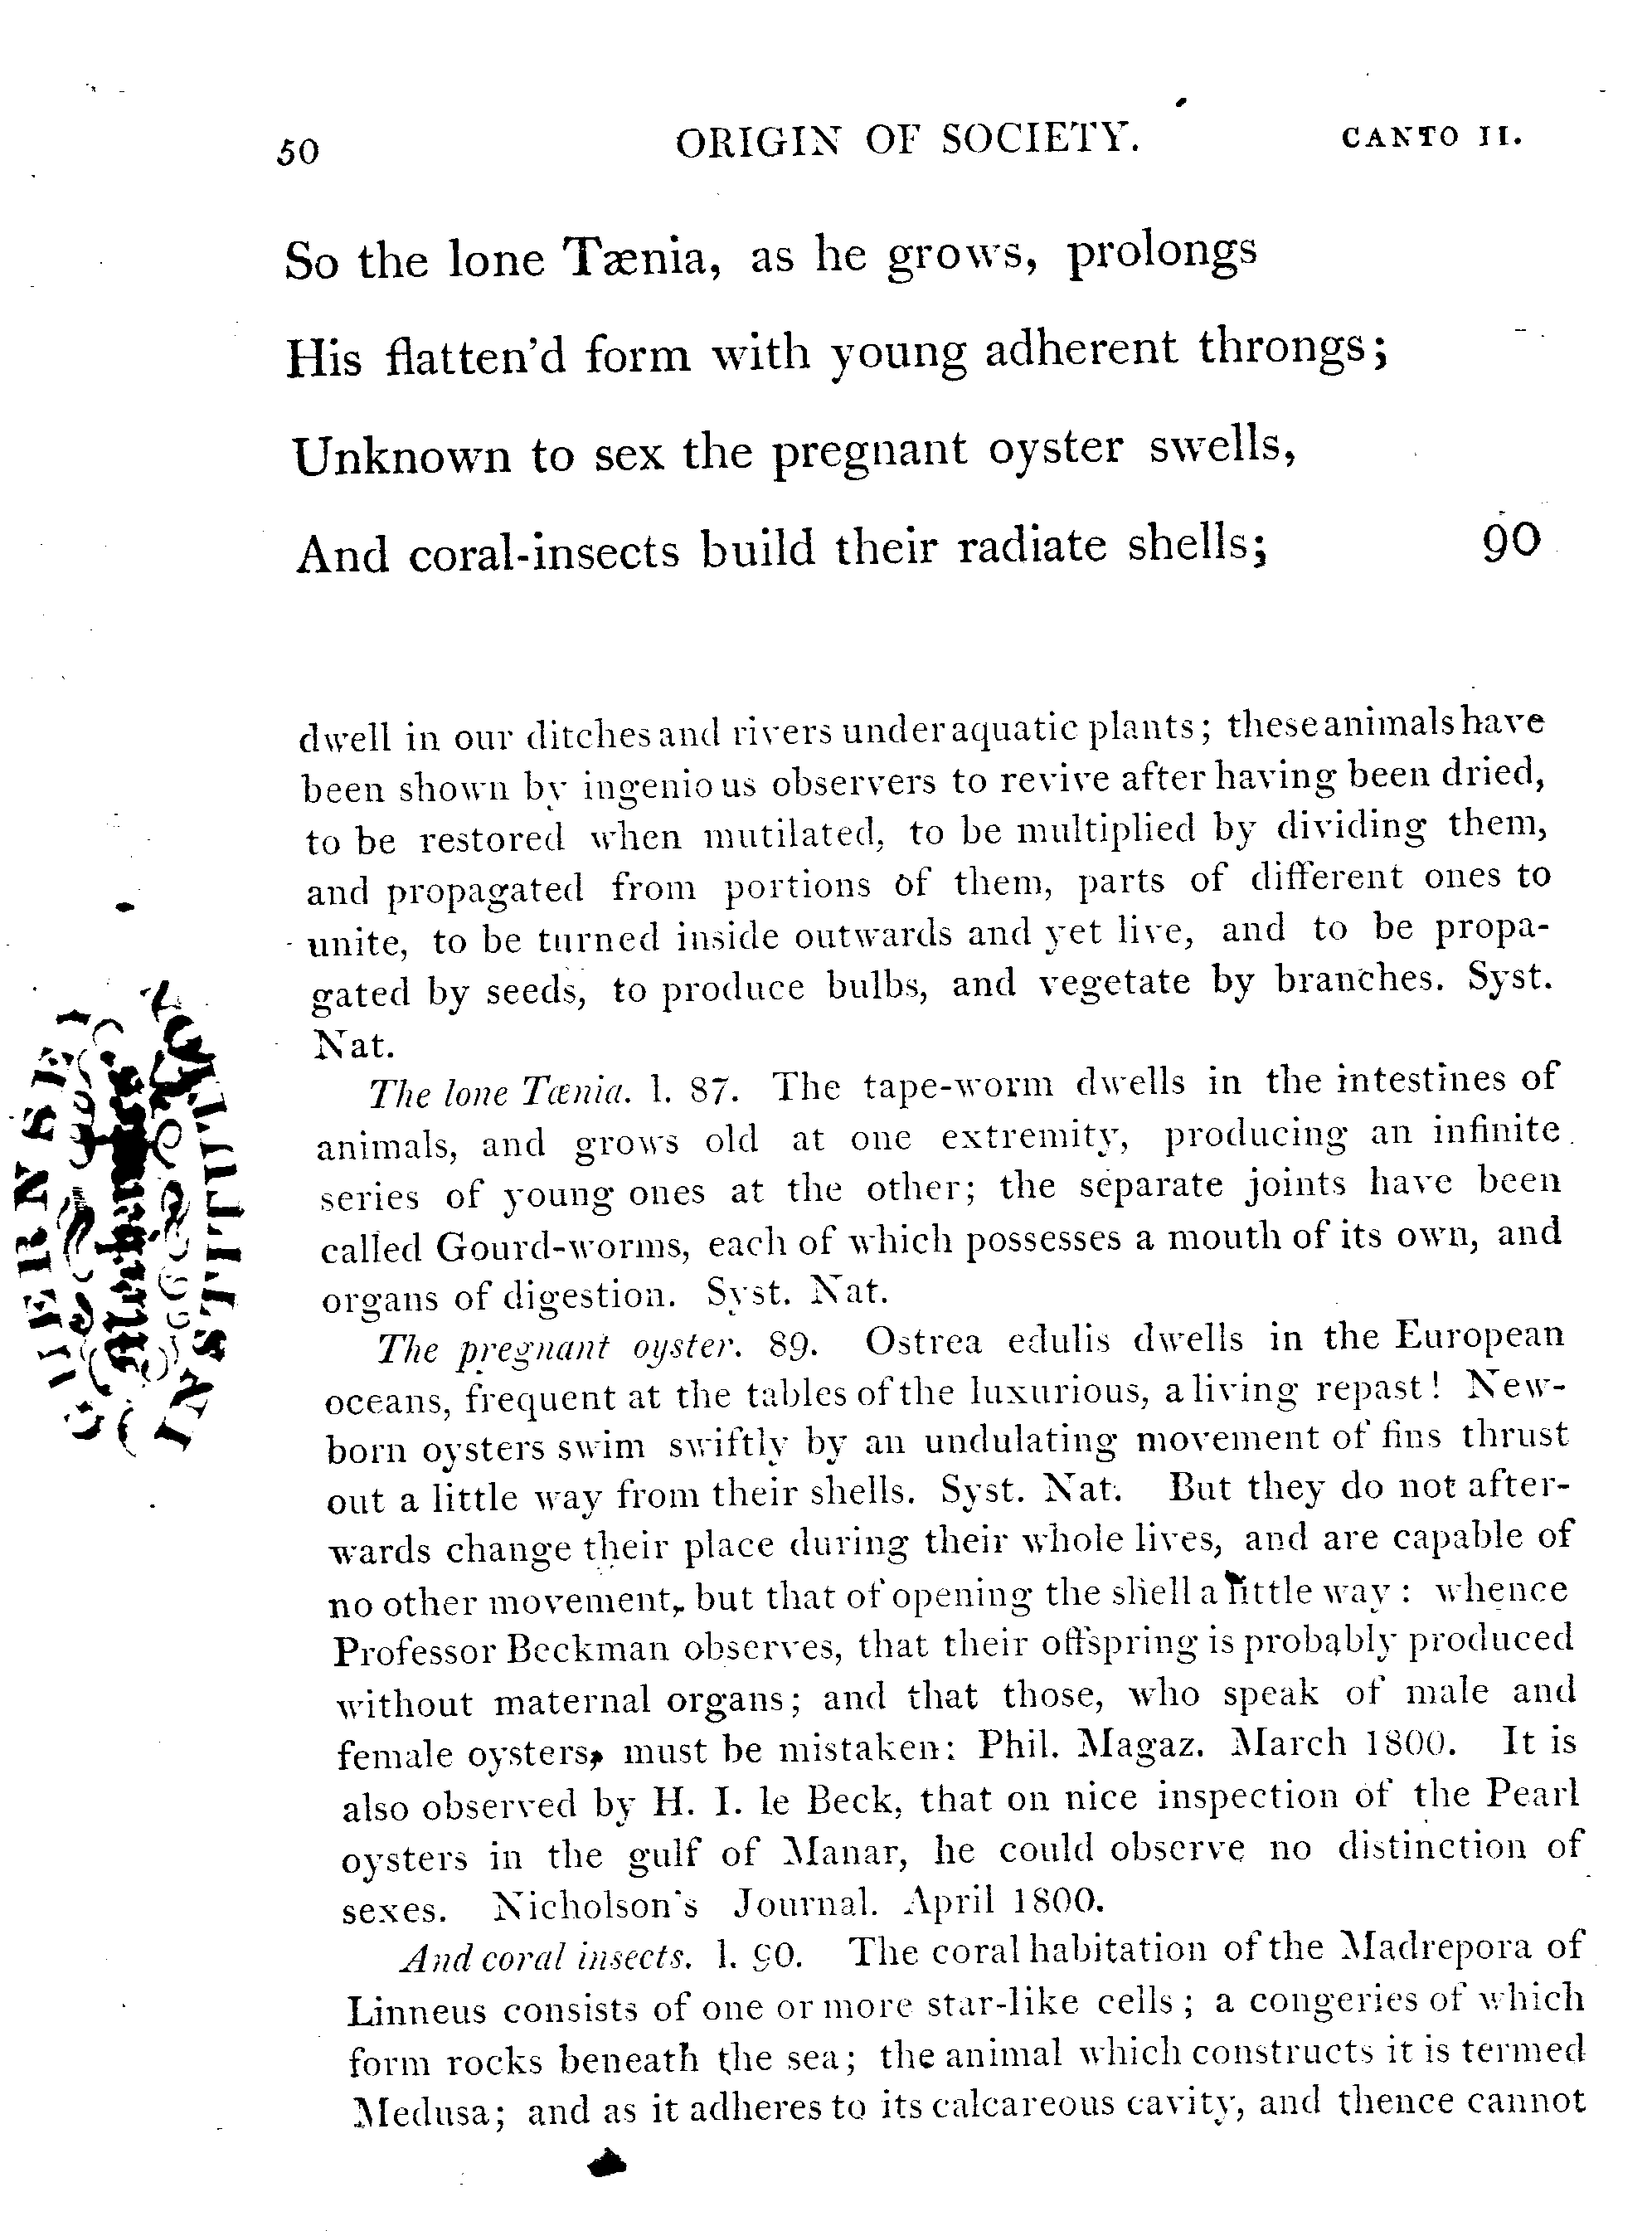 50 ORIGIN OF SOCIETY. CANTO II.
So the lone Tænia, as he grows, prolongs
His flatten'd form with young adherent throngs;
Unknown to sex the pregnant oyster swells,
And coral-insects build their radiate shells; 90
dwell in our ditches and rivers under aquatic plants; these animals have
been shown by ingenious observers to revive after having been dried,
to be restored when mutilated, to be multiplied by dividing them,
and propagated from portions of them, parts of different ones to
unite, to be turned inside outwards and yet live, and to be propa-
gated by seeds, to produce bulbs, and vegetate by branches. Syst.
Nat.
The lone Tænia. l. 87. The tape-worm dwells in the intestines of
animals, and grows old at one extremity, producing an infinite
series of young ones at the other; the separate joints have been
called Gourd-worms, each of which possesses a mouth of its own, and
organs of digestion. Syst. Nat.
The pregnant oyster. 89. Ostrea edulis dwells in the European
oceans, frequent at the tables of the luxurious, a living repast! New-
born oysters swim swiftly by an undulating movement of fins thrust
out a little way from their shells. Syst. Nat. But they do not after-
wards change their place during their whole lives, and are capable of
no other movement, but that of opening the shell a little way: whence
Professor Beckman observes, that their offspring is probably produced
without maternal organs; and that those, who speak of male and
female oysters, must be mistaken: Phil. Magaz. March 1800. It is
also observed by H. I. le Beck, that on nice inspection of the Pearl
oysters in the gulf of Manar, he could observe no distinction of
sexes. Nicholson's Journal. April 1800.
And coral insects. l. 90. The coral habitation of the Madrepora of
Linneus consists of one or more star-like cells; a congeries of which
form rocks beneath the sea; the animal which constructs it is termed
Medusa; and as it adheres to its calcareous cavity, and thence cannot
INSTITUT